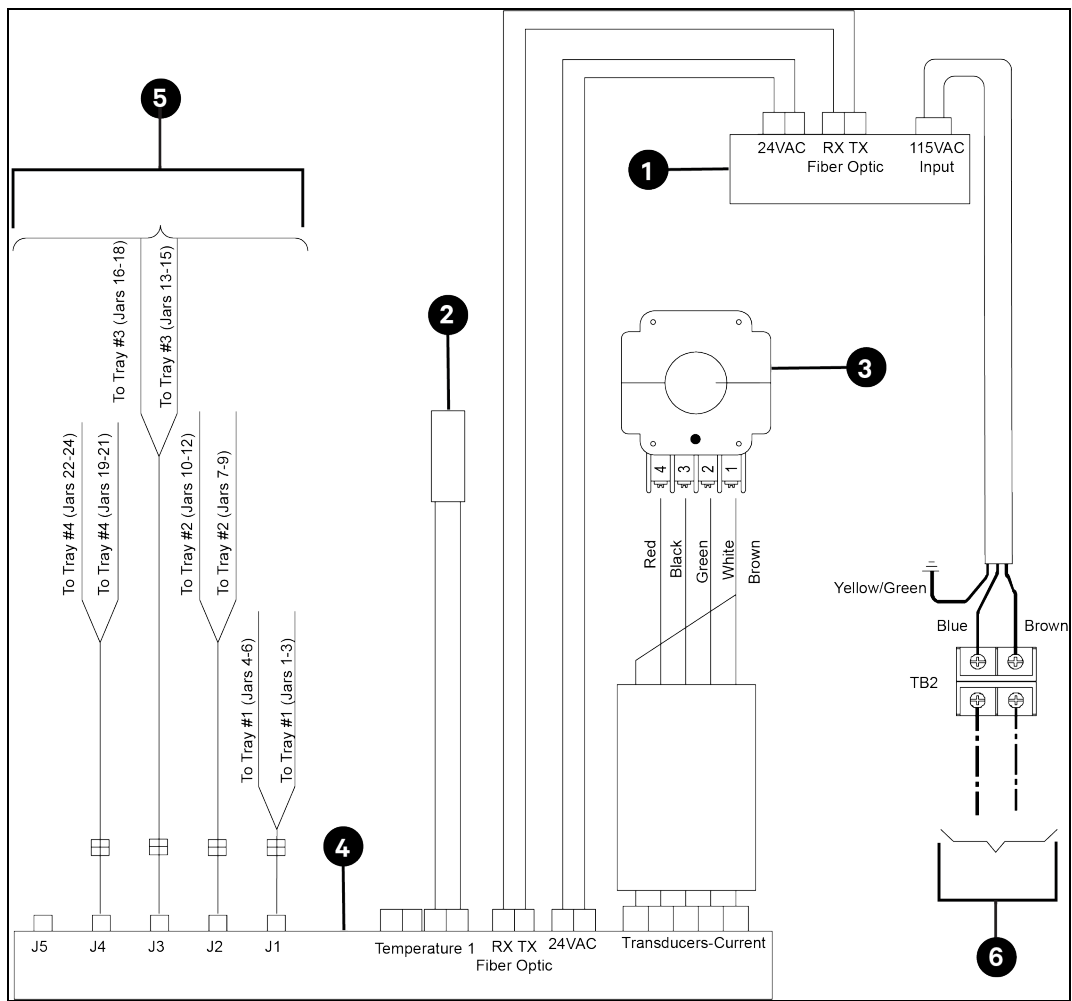 5
1
24VAC
RX TX
Fiber Optic
115VAC
Input
2
3
To Tray #4 (Jars 22-24)
To Tray #4 (Jars 19-21)
To Tray #3 (Jars 16-18)
To Tray #3 (Jars 13-15)
To Tray #2 (Jars 10-12)
To Tray #2 (Jars 7-9)
To Tray #1 (Jars 4-6)
To Tray #1 (Jars 1-3)
4
3
2
1
Red
Black
Green
White
Brown
Yellow/Green
Blue
Brown
TB2
4
J5
J4
J3
J2
J1
Temperature 1
RX TX
Fiber Optic
24VAC
Transducers-Current
6